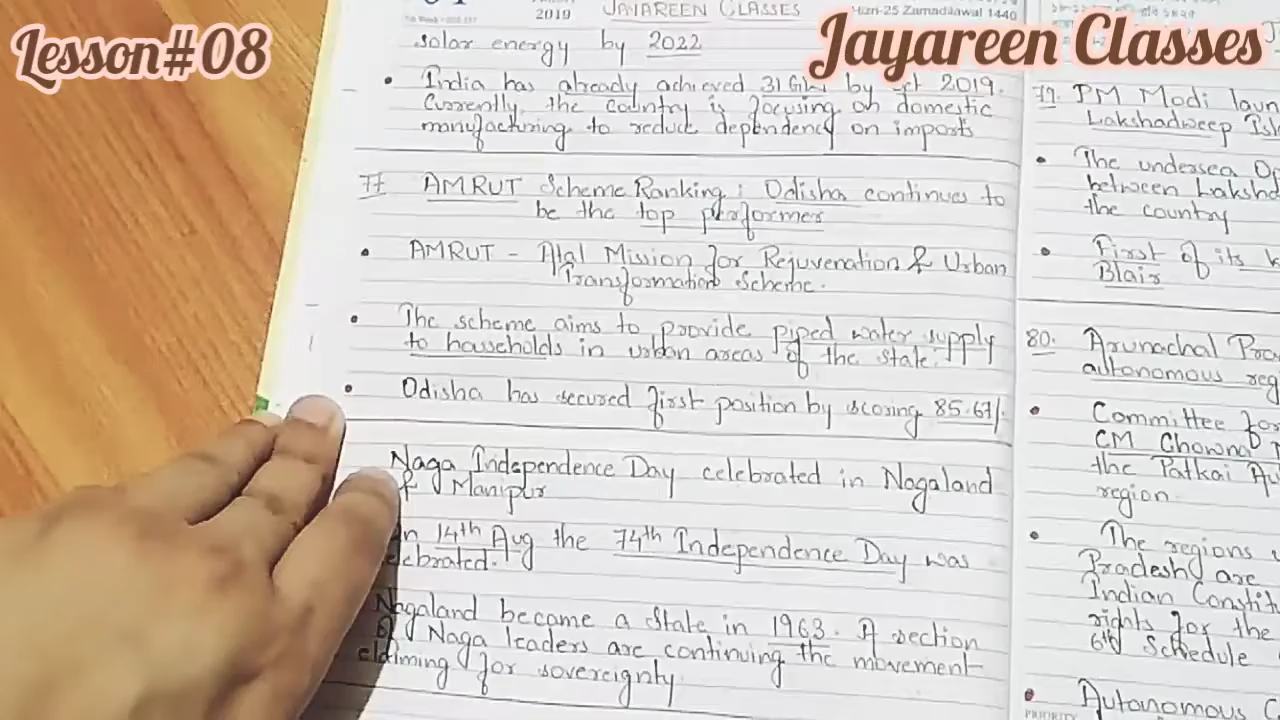 Lesson#08
Jayareen Classes
2019
JAYAREEN CLASSES
Hizri-25 Zamadilawal 1440
solar energy by 2022
• India has already achieved 31 GW by Oct 2019.
Currently, the country is focusing on domestic
manufacturing to reduce dependency on imports
77. AMRUT Scheme Ranking : Odisha continues to
be the top performer
• AMRUT - Atal Mission for Rejuvenation & Urban
Transformation Scheme.
• The scheme aims to provide piped water supply
to households in urban areas of the state.
• Odisha has secured first position by scoring 85.67%
Naga Independence Day celebrated in Nagaland
& Manipur
On 14th Aug the 74th Independence Day was
celebrated.
Nagaland became a state in 1963. A section
of Naga leaders are continuing the movement
claiming for sovereignty
79. PM Modi laun
Lakshadweep Isl
• The undersea Op
between Laksha
the country
• First of its k
Blair
80. Arunachal Pra
autonomous reg
• Committee for
CM Chowna
the Patkai Au
region.
• The regions
Pradesh are
Indian Constit
rights for the
6th Schedule
• Autonomous C
PRIORITY